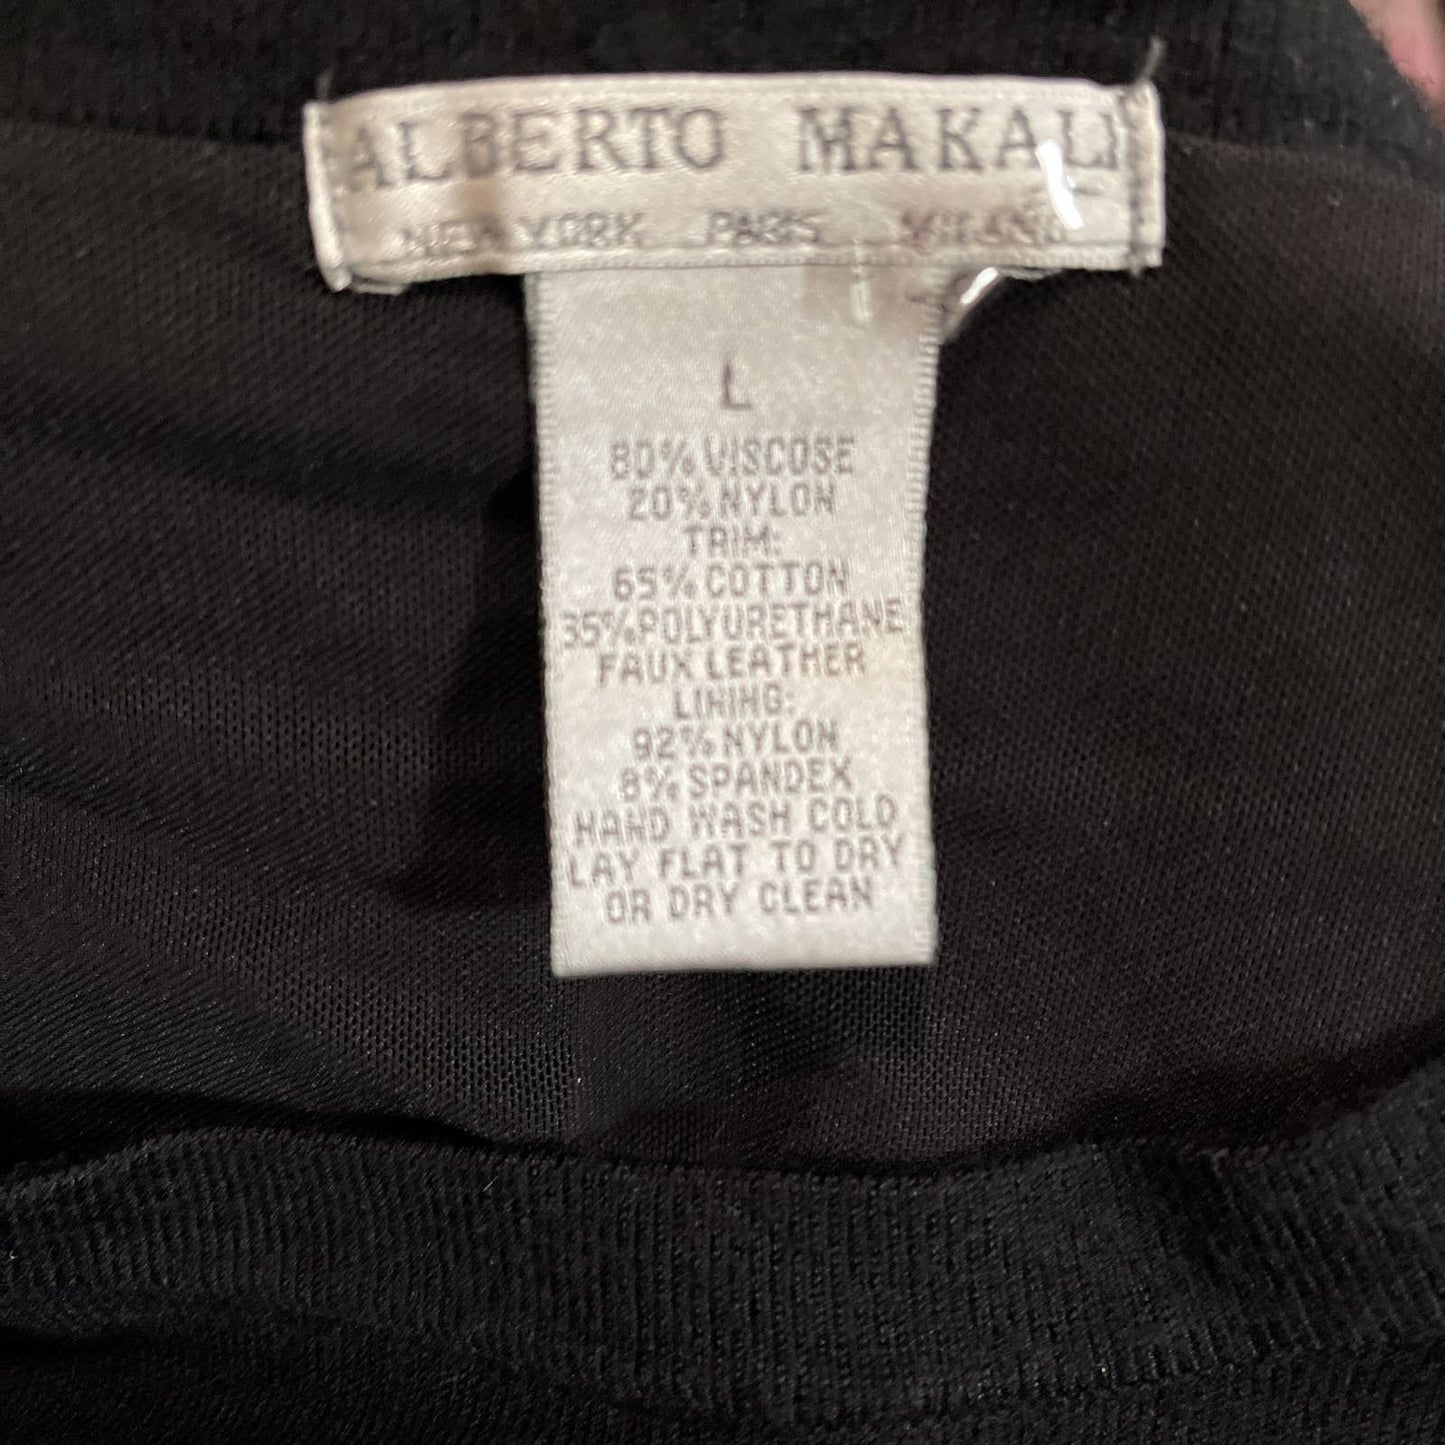 ALBERTO MAKALI
NEW YORK PARIS MILANO
L
80% VISCOSE
20% NYLON
TRIM:
65% COTTON
35% POLYURETHANE
FAUX LEATHER
LINING:
92% NYLON
8% SPANDEX
HAND WASH COLD
LAY FLAT TO DRY
OR DRY CLEAN